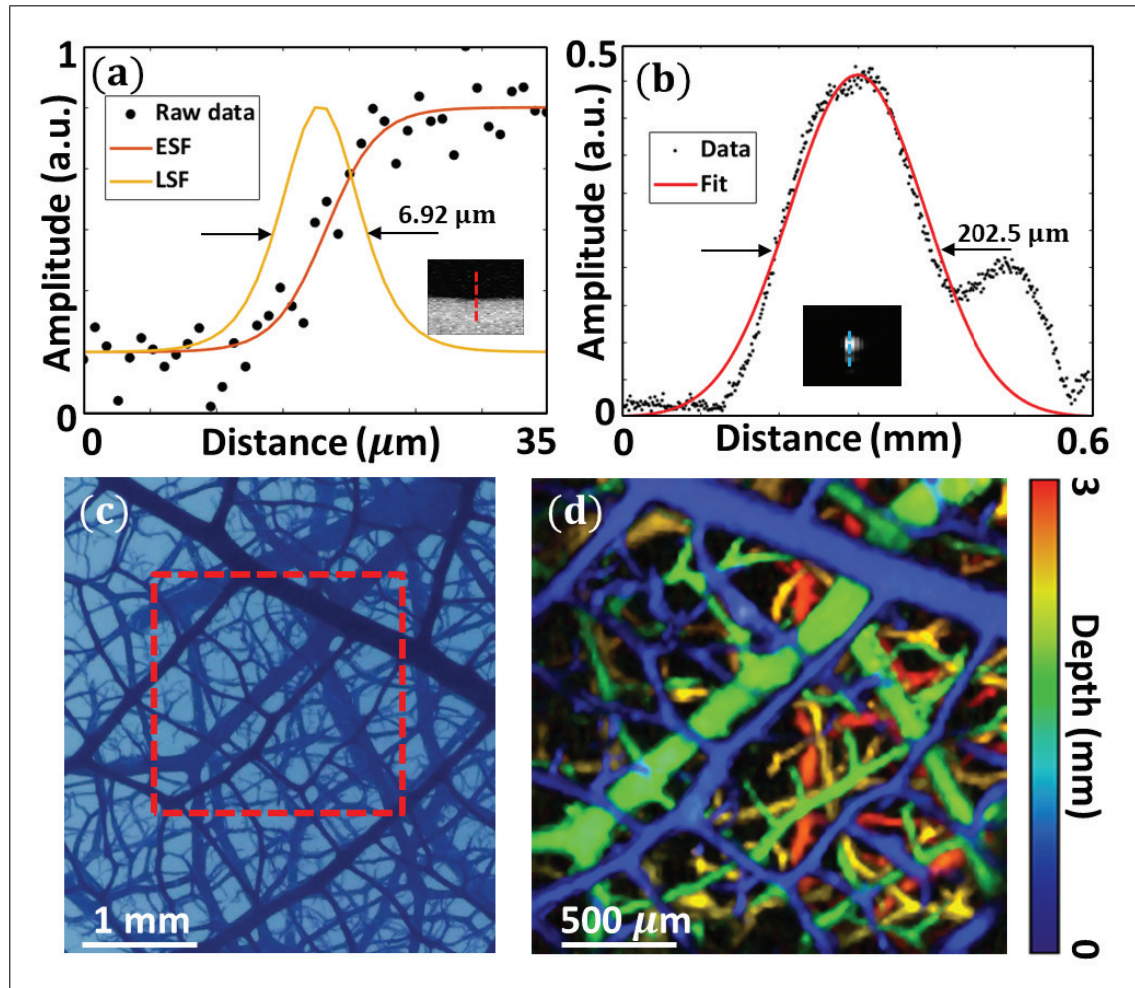 (a)
1
Raw data
ESF
LSF
6.92 μm
Amplitude (a.u.)
0
0
Distance (μm)
35
(b)
0.5
Data
Fit
202.5 μm
Amplitude (a.u.)
0
0
Distance (mm)
0.6
(c)
1 mm
(d)
500 μm
3
Depth (mm)
0